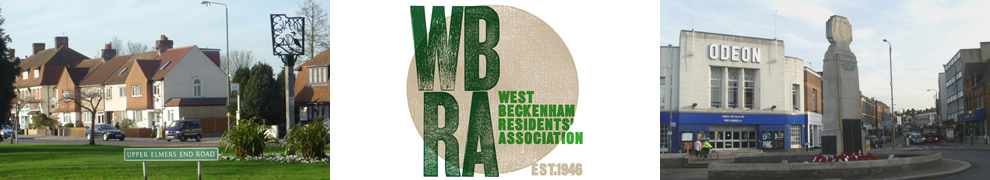 UPPER ELMERS END ROAD
WB
RA
WEST
BECKENHAM
RESIDENTS'
ASSOCIATION
EST.1946
ODEON